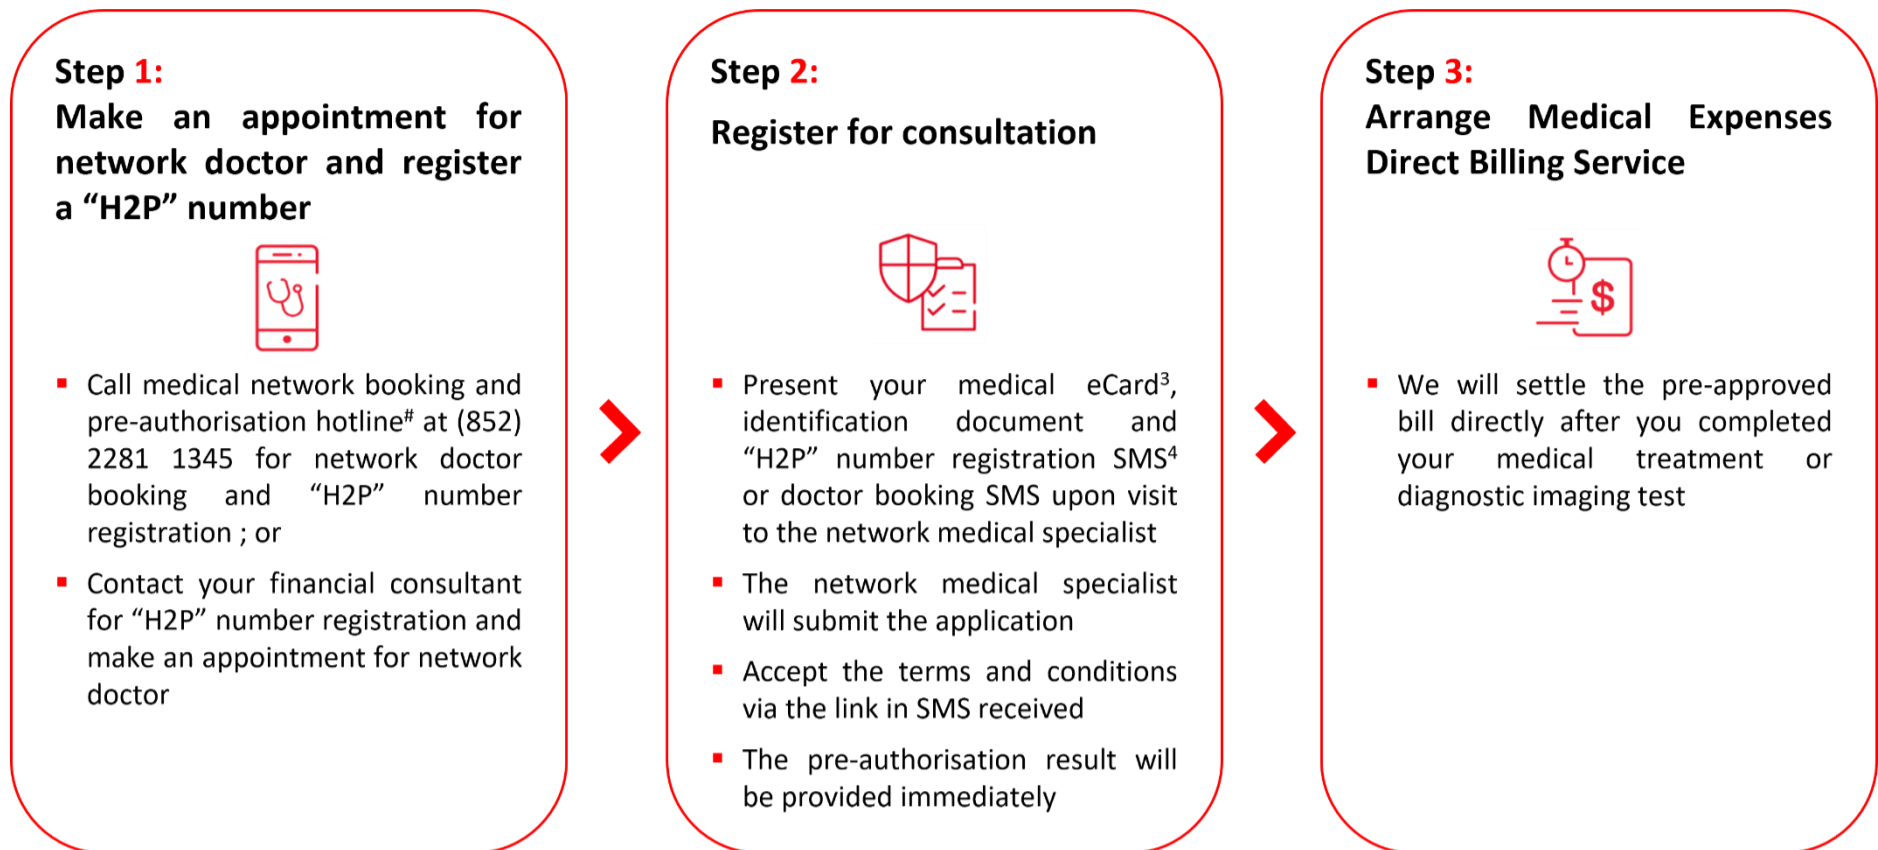 Step 1:
Make an appointment for
network doctor and register
a “H2P” number
▪ Call medical network booking and
pre-authorisation hotline# at (852)
2281 1345 for network doctor
booking and “H2P” number
registration ; or
▪ Contact your financial consultant
for “H2P” number registration and
make an appointment for network
doctor
Step 2:
Register for consultation
▪ Present your medical eCard³,
identification document and
“H2P” number registration SMS⁴
or doctor booking SMS upon visit
to the network medical specialist
▪ The network medical specialist
will submit the application
▪ Accept the terms and conditions
via the link in SMS received
▪ The pre-authorisation result will
be provided immediately
Step 3:
Arrange Medical Expenses
Direct Billing Service
$
▪ We will settle the pre-approved
bill directly after you completed
your medical treatment or
diagnostic imaging test